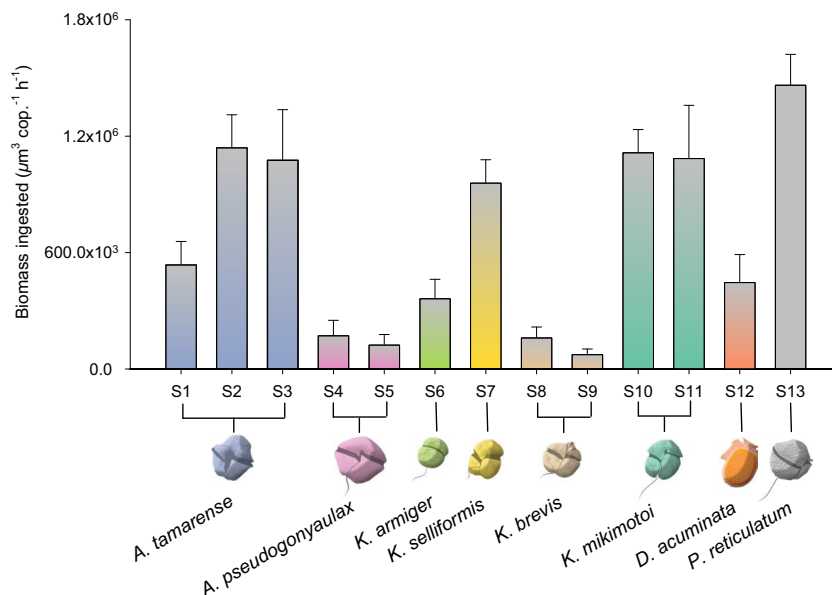 Biomass ingested (µm³ cop.⁻¹ h⁻¹)
1.8x10⁶
1.2x10⁶
600.0x10³
0.0
S1 S2 S3 S4 S5 S6 S7 S8 S9 S10 S11 S12 S13
A. tamarense
A. pseudogonyaulax
K. armiger
K. selliformis
K. brevis
K. mikimotoi
D. acuminata
P. reticulatum